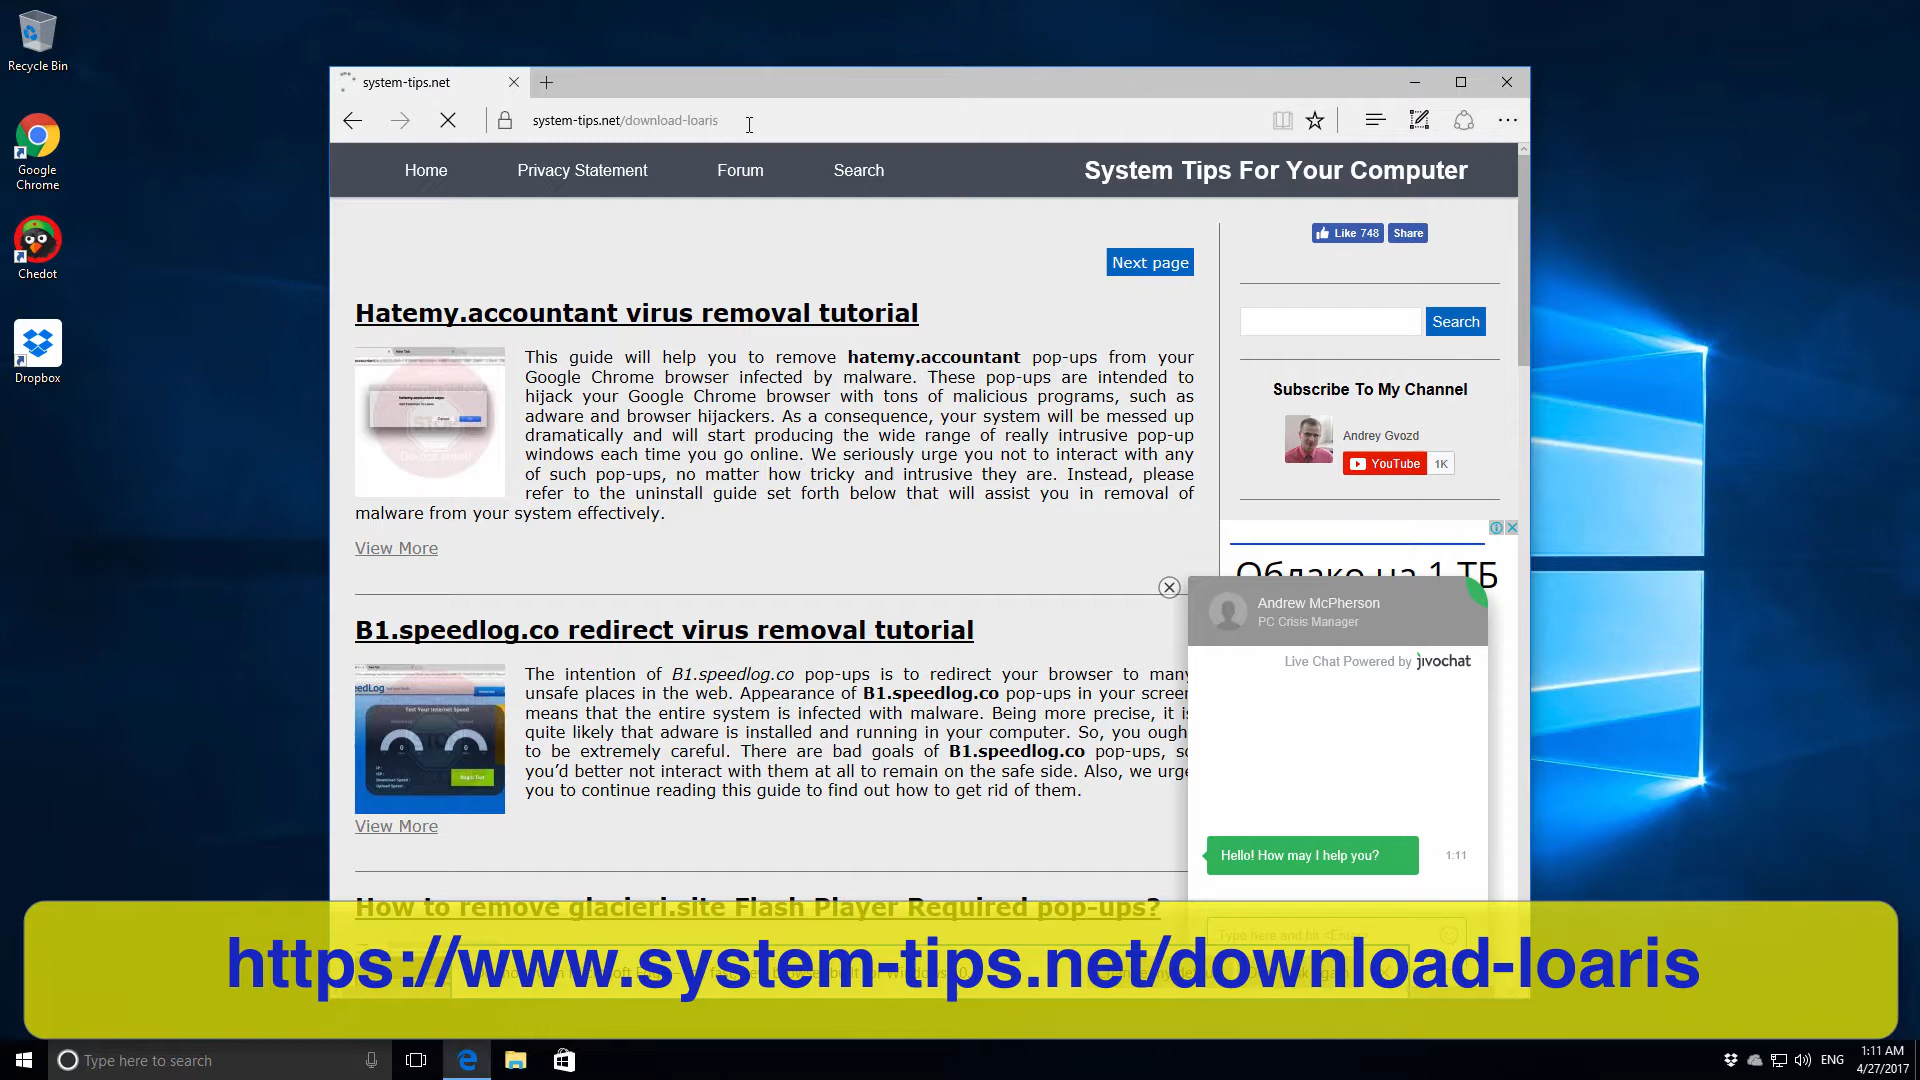 Recycle Bin
Google
Chrome
Chedot
Dropbox
system-tips.net
system-tips.net/download-loaris
Home
Privacy Statement
Forum
Search
System Tips For Your Computer
Like 748
Share
Next page
Search
Hatemy.accountant virus removal tutorial
This guide will help you to remove hatemy.accountant pop-ups from your
Google Chrome browser infected by malware. These pop-ups are intended to
hijack your Google Chrome browser with tons of malicious programs, such as
adware and browser hijackers. As a consequence, your system will be messed up
dramatically and will start producing the wide range of really intrusive pop-up
windows each time you go online. We seriously urge you not to interact with any
of such pop-ups, no matter how tricky and intrusive they are. Instead, please
refer to the uninstall guide set forth below that will assist you in removal of
malware from your system effectively.
View More
Subscribe To My Channel
Andrey Gvozd
YouTube
1K
Облако на 1 ТБ
B1.speedlog.co redirect virus removal tutorial
The intention of B1.speedlog.co pop-ups is to redirect your browser to many
unsafe places in the web. Appearance of B1.speedlog.co pop-ups in your screen
means that the entire system is infected with malware. Being more precise, it is
quite likely that adware is installed and running in your computer. So, you ough
to be extremely careful. There are bad goals of B1.speedlog.co pop-ups, so
you'd better not interact with them at all to remain on the safe side. Also, we urge
you to continue reading this guide to find out how to get rid of them.
View More
Test Your Internet Speed
Andrew McPherson
PC Crisis Manager
Live Chat Powered by jivochat
Hello! How may I help you?
1:11
Type here and hit <Enter>
How to remove glacieri.site Flash Player Required pop-ups?
https://www.system-tips.net/download-loaris
Type here to search
ENG
1:11 AM
4/27/2017